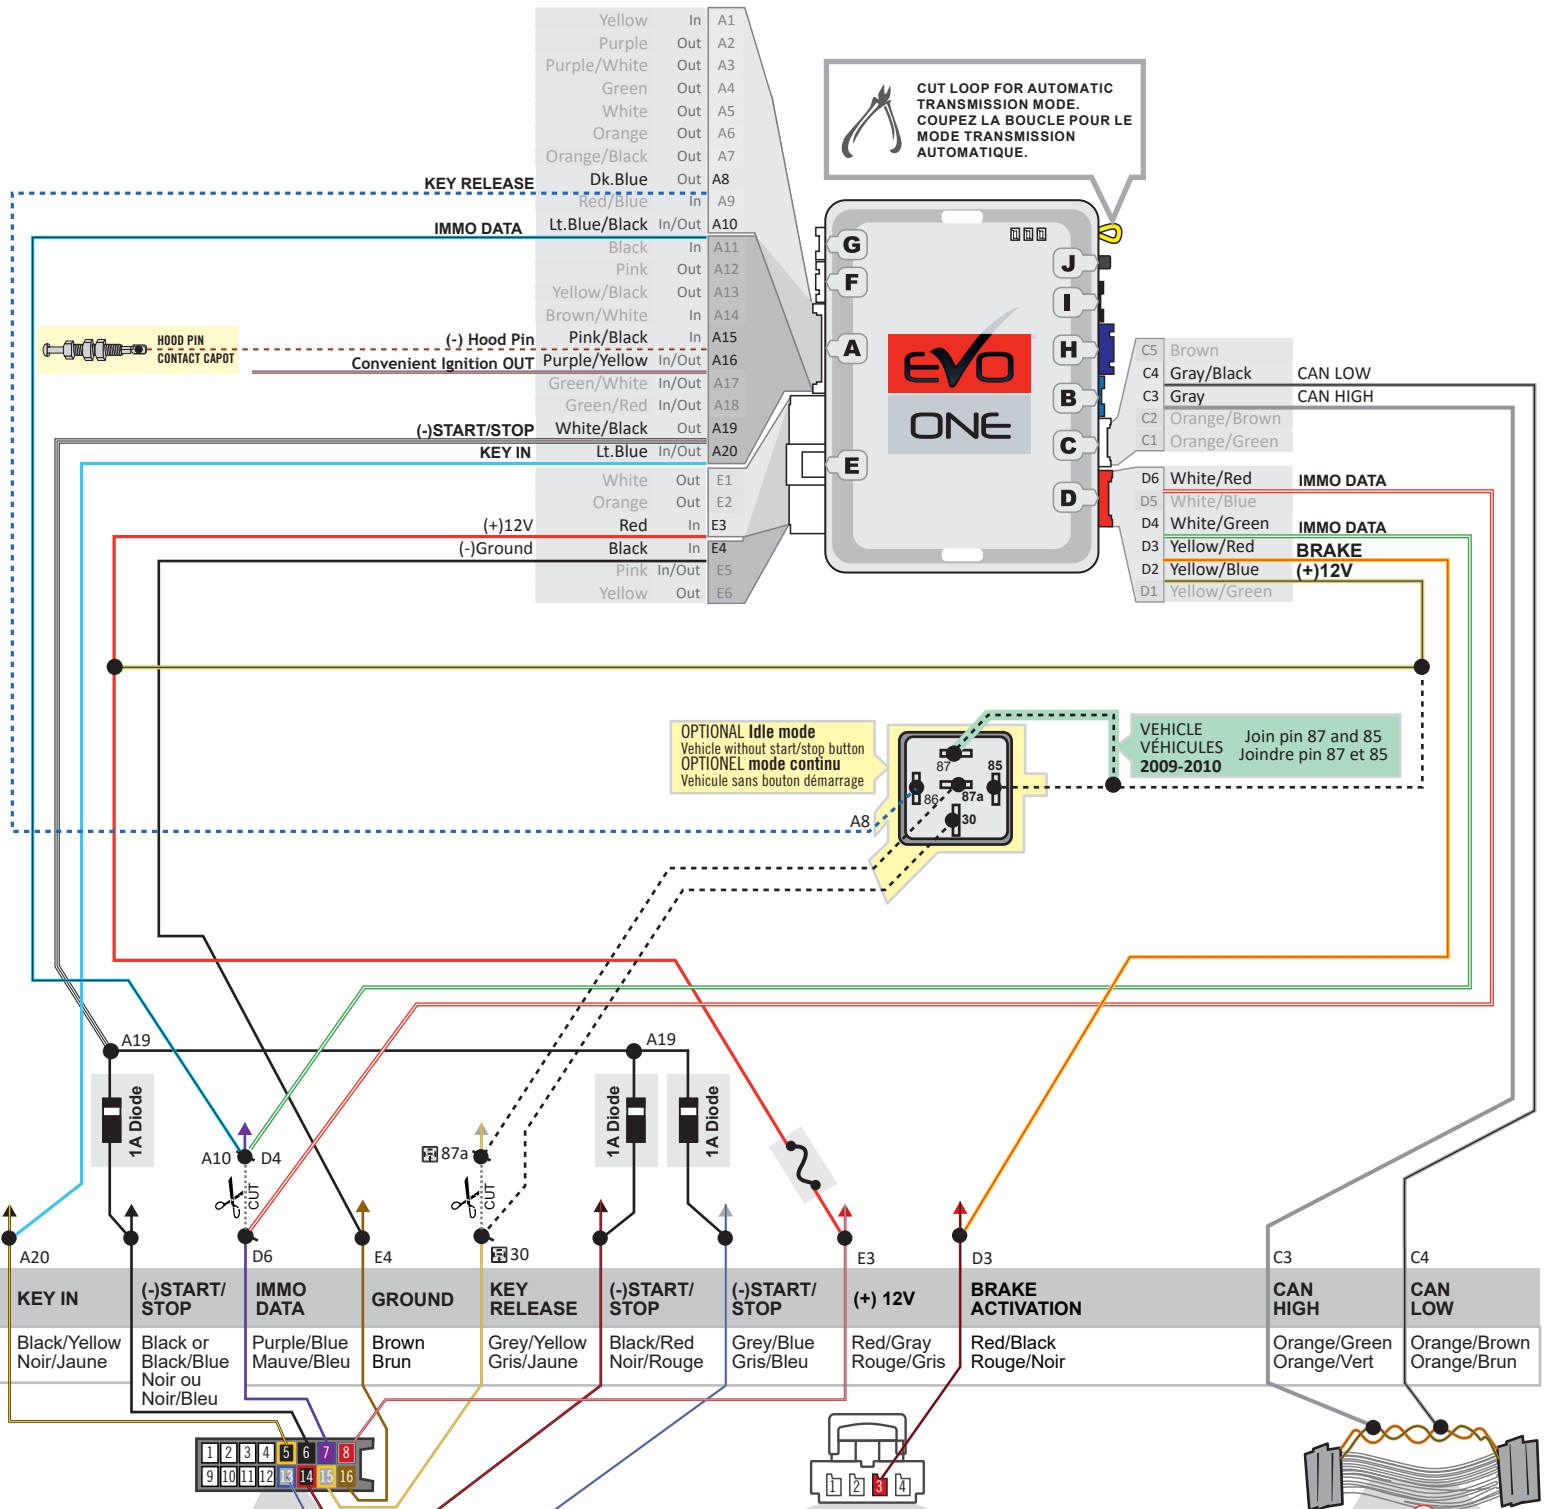 Yellow In A1
Purple Out A2
Purple/White Out A3
Green Out A4
White Out A5
Orange Out A6
Orange/Black Out A7
KEY RELEASE Dk.Blue Out A8
Red/Blue In A9
IMMO DATA Lt.Blue/Black In/Out A10
Black In A11
Pink Out A12
Yellow/Black Out A13
Brown/White In A14
(-) Hood Pin Pink/Black In A15
Convenient Ignition OUT Purple/Yellow In/Out A16
Green/White In/Out A17
Green/Red In/Out A18
(-)START/STOP White/Black Out A19
KEY IN Lt.Blue In/Out A20
White Out E1
Orange Out E2
(+)12V Red In E3
(-)Ground Black In E4
Pink In/Out E5
Yellow Out E6
HOOD PIN
CONTACT CAPOT
CUT LOOP FOR AUTOMATIC
TRANSMISSION MODE.
COUPEZ LA BOUCLE POUR LE
MODE TRANSMISSION
AUTOMATIQUE.
G
F
A
E
J
I
H
B
C
D
EVO
ONE
C5 Brown
C4 Gray/Black CAN LOW
C3 Gray CAN HIGH
C2 Orange/Brown
C1 Orange/Green
D6 White/Red IMMO DATA
D5 White/Blue
D4 White/Green IMMO DATA
D3 Yellow/Red BRAKE
D2 Yellow/Blue (+)12V
D1 Yellow/Green
OPTIONAL Idle mode
Vehicle without start/stop button
OPTIONEL mode continu
Vehicule sans bouton démarrage
87 85
86 87a
30
A8
VEHICLE
VÉHICULES
2009-2010
Join pin 87 and 85
Joindre pin 87 et 85
A19 A19
1A Diode
1A Diode
1A Diode
A10 D4
CUT
87a
CUT
30
A20 D6 E4 E3 D3 C3 C4
KEY IN
(-)START/
STOP
IMMO
DATA
GROUND
KEY
RELEASE
(-)START/
STOP
(-)START/
STOP
(+) 12V
BRAKE
ACTIVATION
CAN
HIGH
CAN
LOW
Black/Yellow
Noir/Jaune
Black or
Black/Blue
Noir ou
Noir/Bleu
Purple/Blue
Mauve/Bleu
Brown
Brun
Grey/Yellow
Gris/Jaune
Black/Red
Noir/Rouge
Grey/Blue
Gris/Bleu
Red/Gray
Rouge/Gris
Red/Black
Rouge/Noir
Orange/Green
Orange/Vert
Orange/Brown
Orange/Brun
1 2 3 4 5 6 7 8
9 10 11 12 13 14 15 16
1 2 3 4